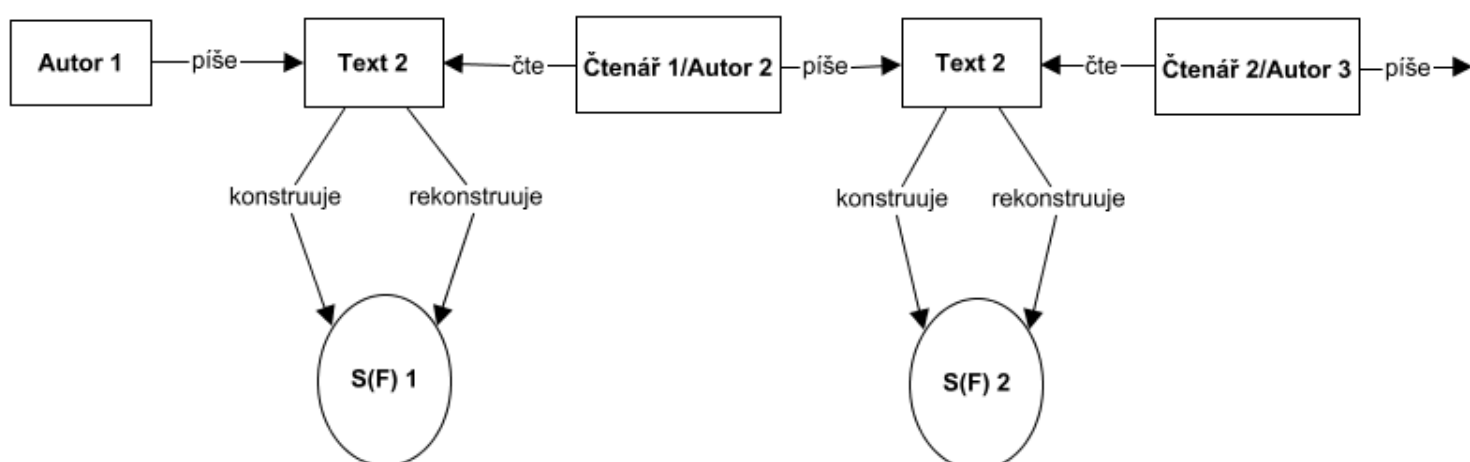 Autor 1 píše Text 2 čte Čtenář 1/Autor 2 píše Text 2 čte Čtenář 2/Autor 3 píše
konstruuje rekonstruuje konstruuje rekonstruuje
S(F) 1 S(F) 2